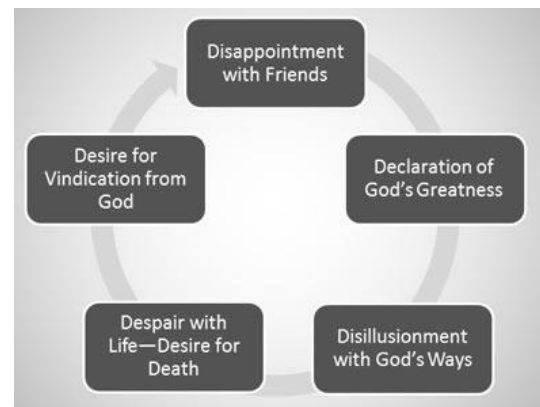 Disappointment
with Friends
Declaration of
God's Greatness
Disillusionment
with God's Ways
Despair with
Life—Desire for
Death
Desire for
Vindication from
God